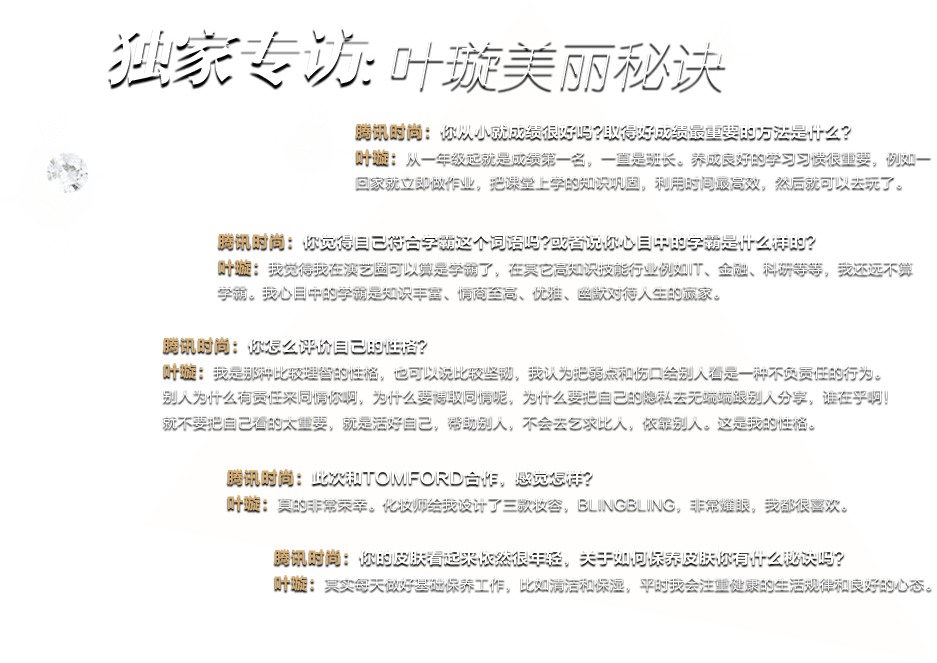 独家专访: 叶璇美丽秘诀
腾讯时尚：你从小就成绩很好吗?取得好成绩最重要的方法是什么?
叶璇：从一年级起就是成绩第一名，一直是班长。养成良好的学习习惯很重要，例如一
回家就立即做作业，把课堂上学的知识巩固，利用时间最高效，然后就可以去玩了。
腾讯时尚：你觉得自己符合学霸这个词语吗?或者说你心目中的学霸是什么样的?
叶璇：我觉得我在演艺圈可以算是学霸了，在其它高知识技能行业例如IT、金融、科研等等，我还远不算
学霸。我心目中的学霸是知识丰富、情商至高、优雅、幽默对待人生的赢家。
腾讯时尚：你怎么评价自己的性格?
叶璇：我是那种比较理智的性格，也可以说比较坚韧，我认为把弱点和伤口给别人看是一种不负责任的行为。
别人为什么有责任来同情你啊，为什么要博取同情呢，为什么要把自己的隐私去无端端跟别人分享，谁在乎啊!
就不要把自己看的太重要，就是活好自己，帮助别人，不会去乞求比人，依靠别人。这是我的性格。
腾讯时尚：此次和TOMFORD合作，感觉怎样?
叶璇：真的非常荣幸。化妆师给我设计了三款妆容，BLINGBLING，非常耀眼，我都很喜欢。
腾讯时尚：你的皮肤看起来依然很年轻，关于如何保养皮肤你有什么秘诀吗?
叶璇：其实每天做好基础保养工作，比如清洁和保湿，平时我会注重健康的生活规律和良好的心态。